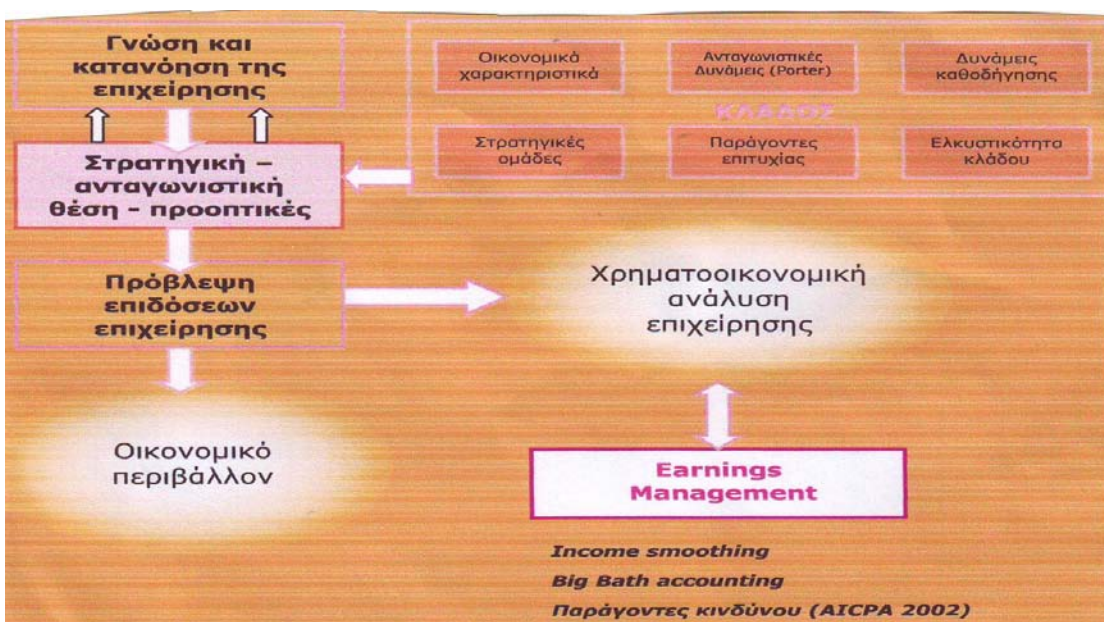 Γνώση και
κατανόηση της
επιχείρησης
Οικονομικά
χαρακτηριστικά
Ανταγωνιστικές
Δυνάμεις (Porter)
Δυνάμεις
καθοδήγησης
ΚΛΑΔΟΣ
Στρατηγικές
ομάδες
Παράγοντες
επιτυχίας
Ελκυστικότητα
κλάδου
Στρατηγική –
ανταγωνιστική
θέση – προοπτικές
Πρόβλεψη
επιδόσεων
επιχείρησης
Χρηματοοικονομική
ανάλυση
επιχείρησης
Οικονομικό
περιβάλλον
Earnings
Management
Income smoothing
Big Bath accounting
Παράγοντες κινδύνου (AICPA 2002)